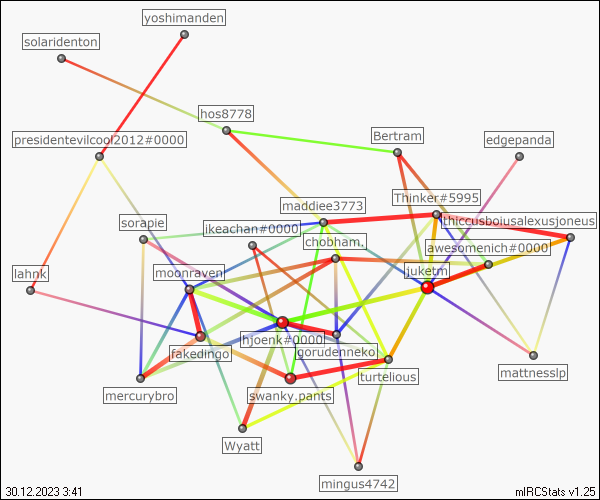 yoshimanden
solaridenton
hos8778
presidentevilcool2012#0000
Bertram
edgepanda
maddiee3773
Thinker#5995
thiccusboiusalexusjoneus
sorapie
ikeachan#0000
chobham,
awesomenich#0000
lahnk
moonraven
juketm
hjoenk#0000
fakedingo
gorudenneko
turtelious
mattnesslp
mercurybro
swanky.pants
Wyatt
mingus4742
30.12.2023 3:41
mIRCStats v1.25